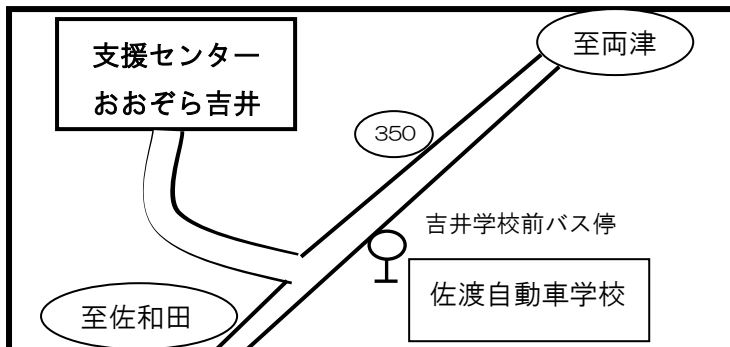 支援センター
おおぞら吉井
至両津
350
吉井学校前バス停
佐渡自動車学校
至佐和田